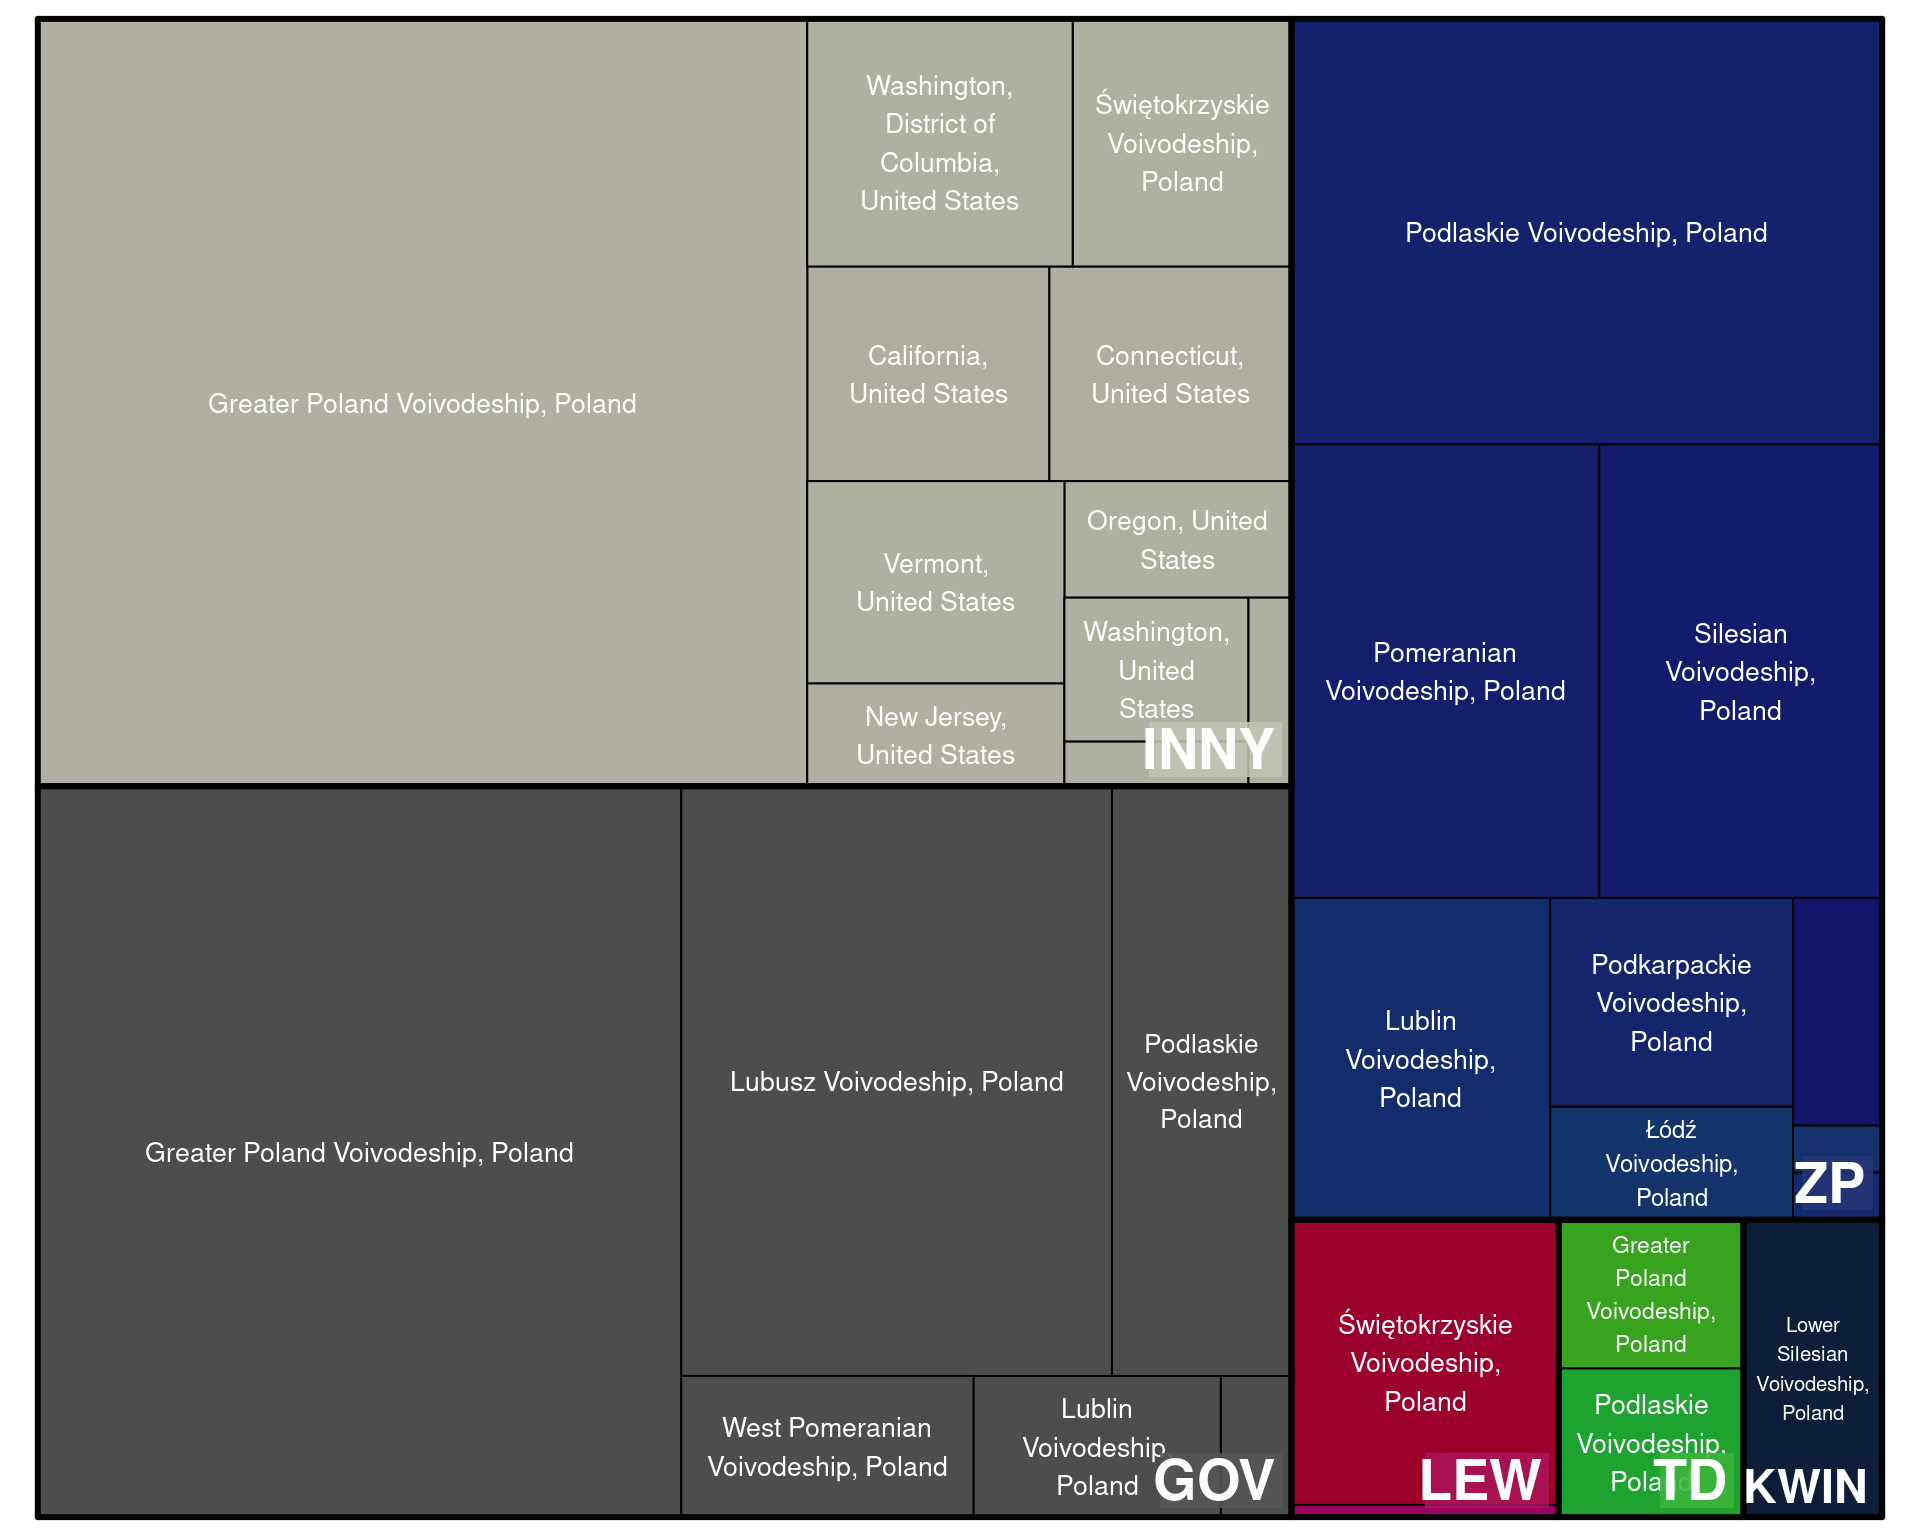 Greater Poland Voivodeship, Poland
Washington,
District of
Columbia,
United States
Świętokrzyskie
Voivodeship,
Poland
California,
United States
Connecticut,
United States
Vermont,
United States
Oregon, United
States
Washington,
United
States
New Jersey,
United States
INNY
Greater Poland Voivodeship, Poland
Lubusz Voivodeship, Poland
Podlaskie
Voivodeship,
Poland
West Pomeranian
Voivodeship, Poland
Lublin
Voivodeship,
Poland
GOV
Podlaskie Voivodeship, Poland
Pomeranian
Voivodeship, Poland
Silesian
Voivodeship,
Poland
Lublin
Voivodeship,
Poland
Podkarpackie
Voivodeship,
Poland
Łódź
Voivodeship,
Poland
ZP
Świętokrzyskie
Voivodeship,
Poland
LEW
Greater
Poland
Voivodeship,
Poland
Podlaskie
Voivodeship,
Poland
TD
Lower
Silesian
Voivodeship,
Poland
KWIN